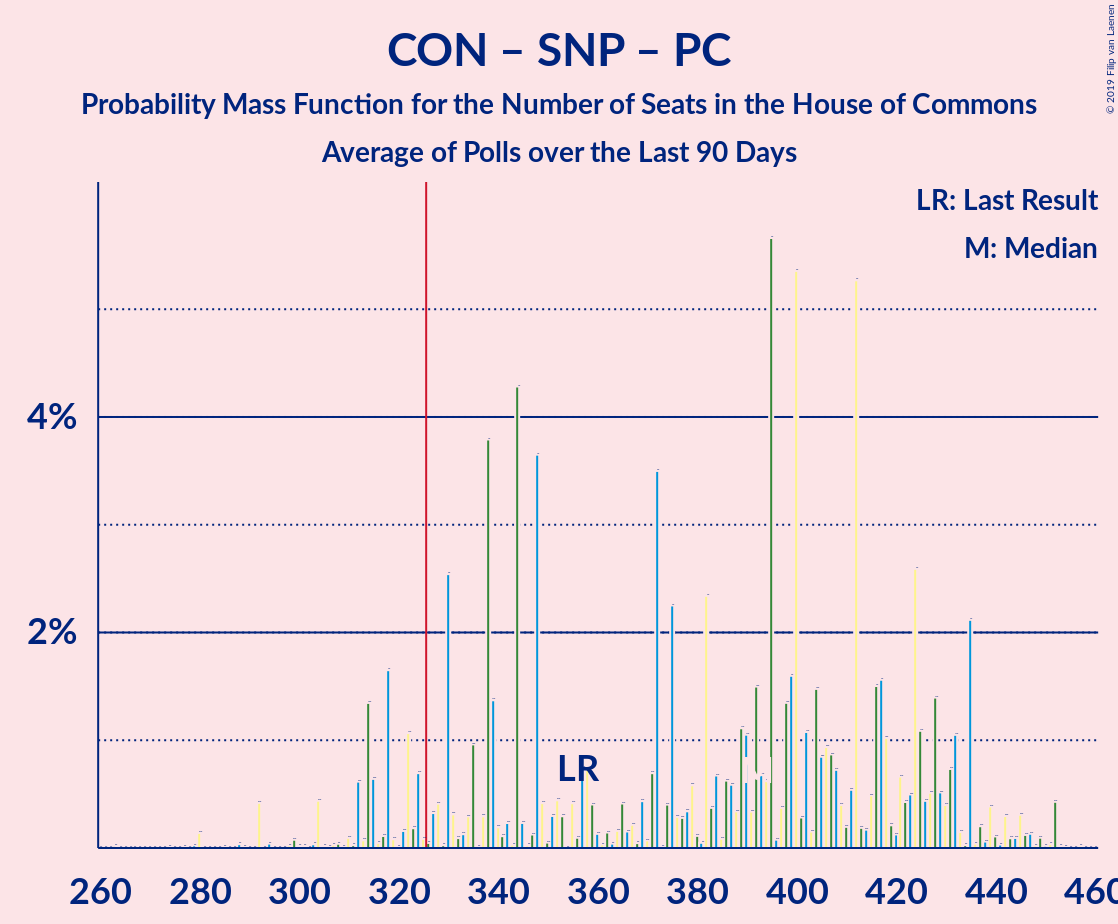 CON – SNP – PC
Probability Mass Function for the Number of Seats in the House of Commons
Average of Polls over the Last 90 Days
© 2019 Filip van Laenen
LR: Last Result
M: Median
4%
2%
LR
260 280 300 320 340 360 380 400 420 440 460